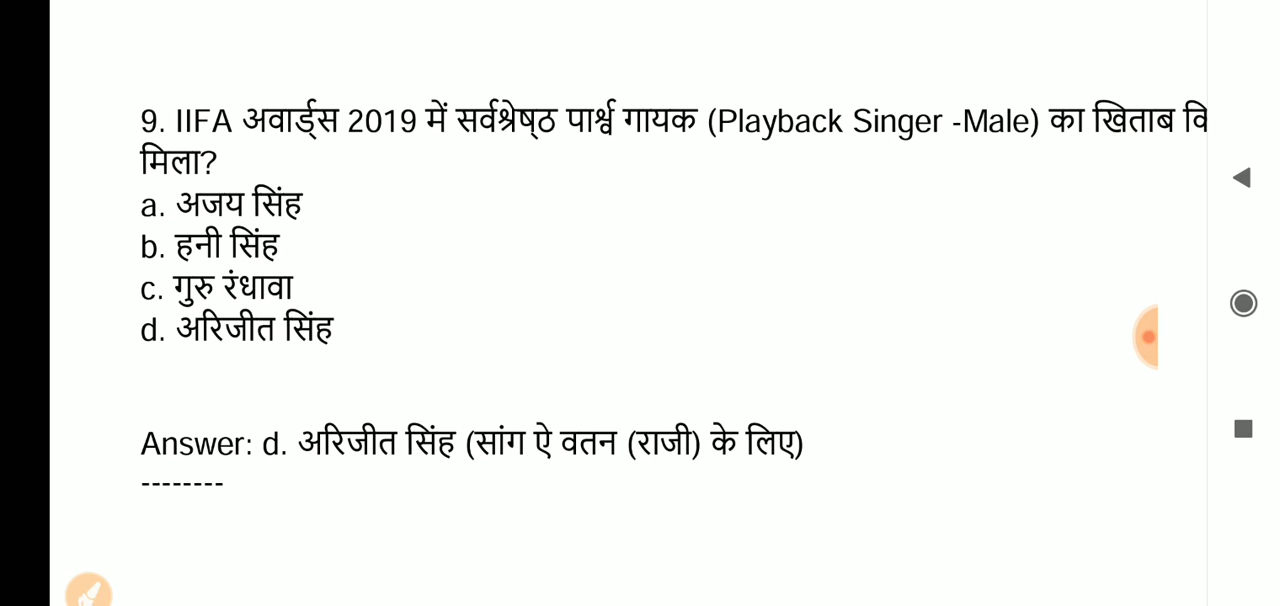 9. IIFA अवार्ड्स 2019 में सर्वश्रेष्ठ पार्श्व गायक (Playback Singer -Male) का खिताब
मिला?
a. अजय सिंह
b. हनी सिंह
c. गुरु रंधावा
d. अरिजीत सिंह
Answer: d. अरिजीत सिंह (सांग ऐ वतन (राजी) के लिए)
--------